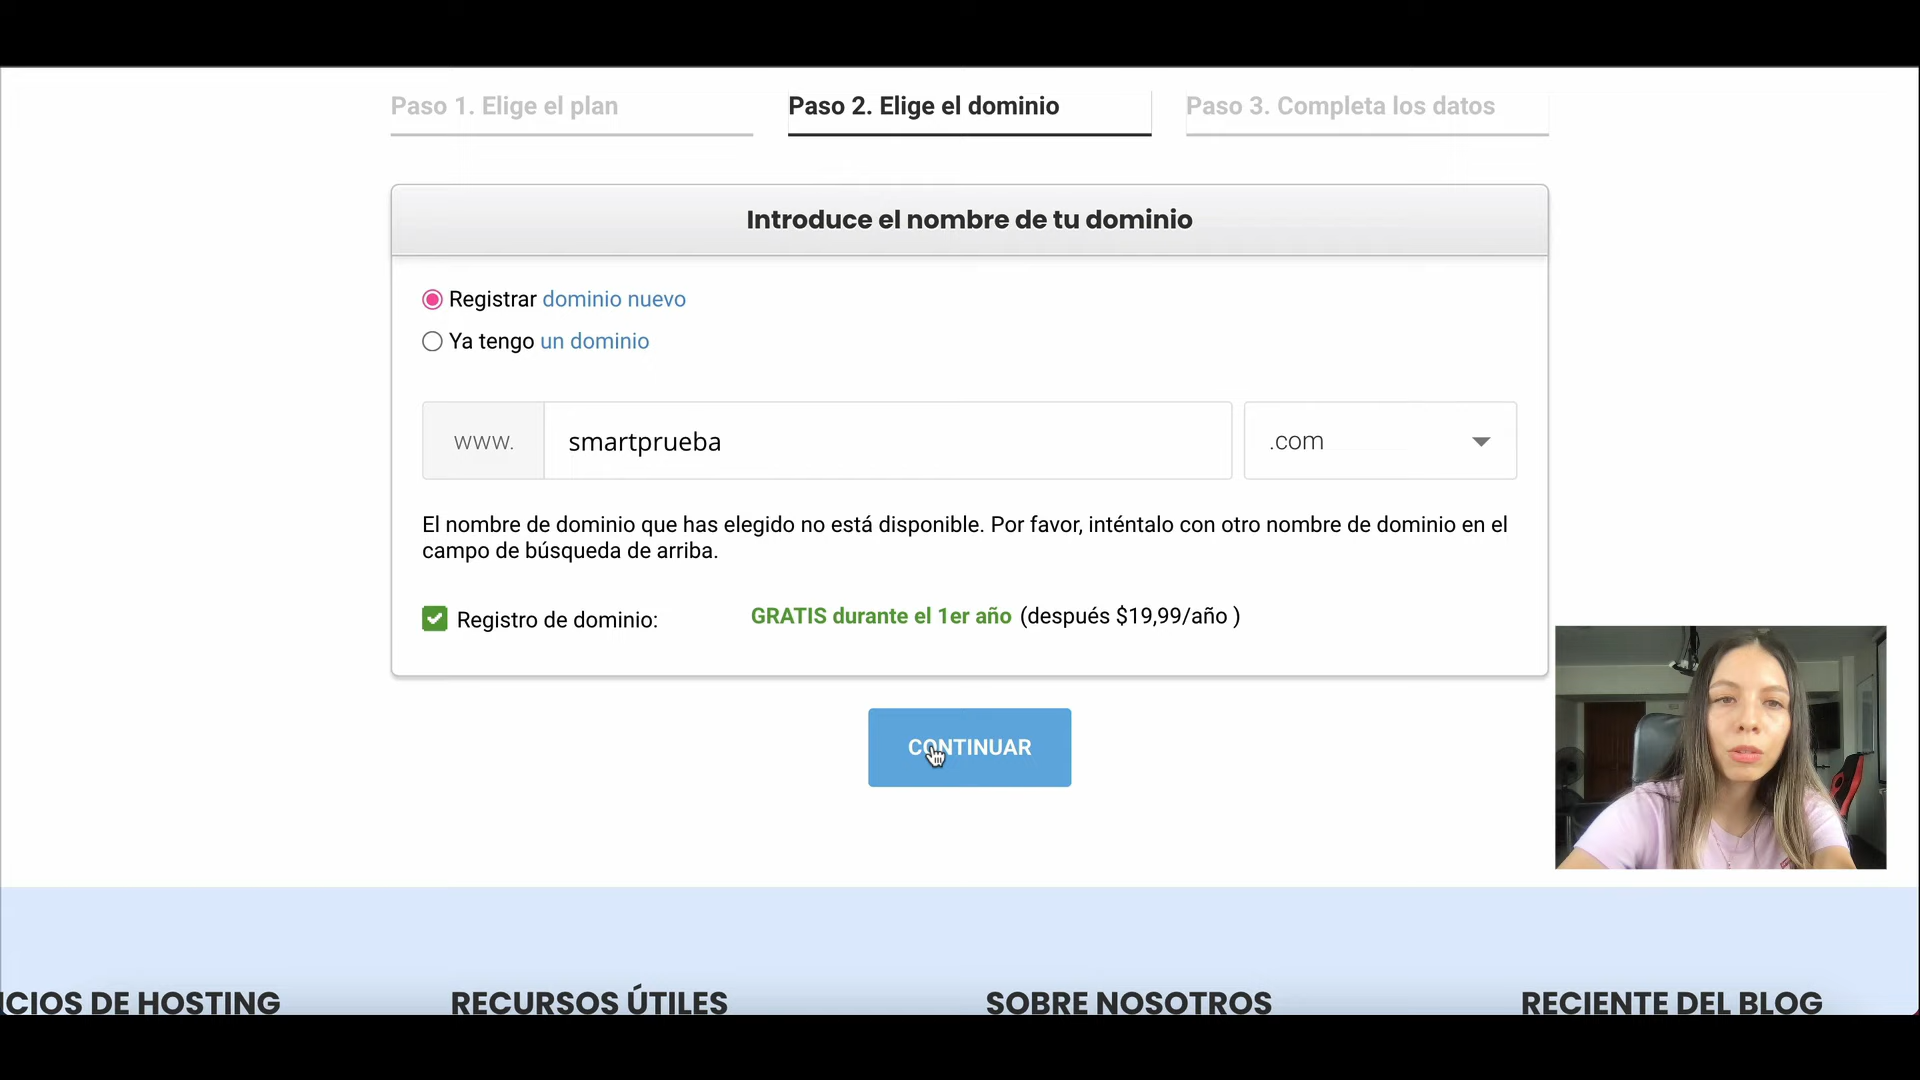 Paso 1. Elige el plan
Paso 2. Elige el dominio
Paso 3. Completa los datos
Introduce el nombre de tu dominio
Registrar dominio nuevo
Ya tengo un dominio
www.
smartprueba
.com
El nombre de dominio que has elegido no está disponible. Por favor, inténtalo con otro nombre de dominio en el
campo de búsqueda de arriba.
Registro de dominio:
GRATIS durante el 1er año (después $19,99/año )
CONTINUAR
ICIOS DE HOSTING
RECURSOS ÚTILES
SOBRE NOSOTROS
RECIENTE DEL BLOG